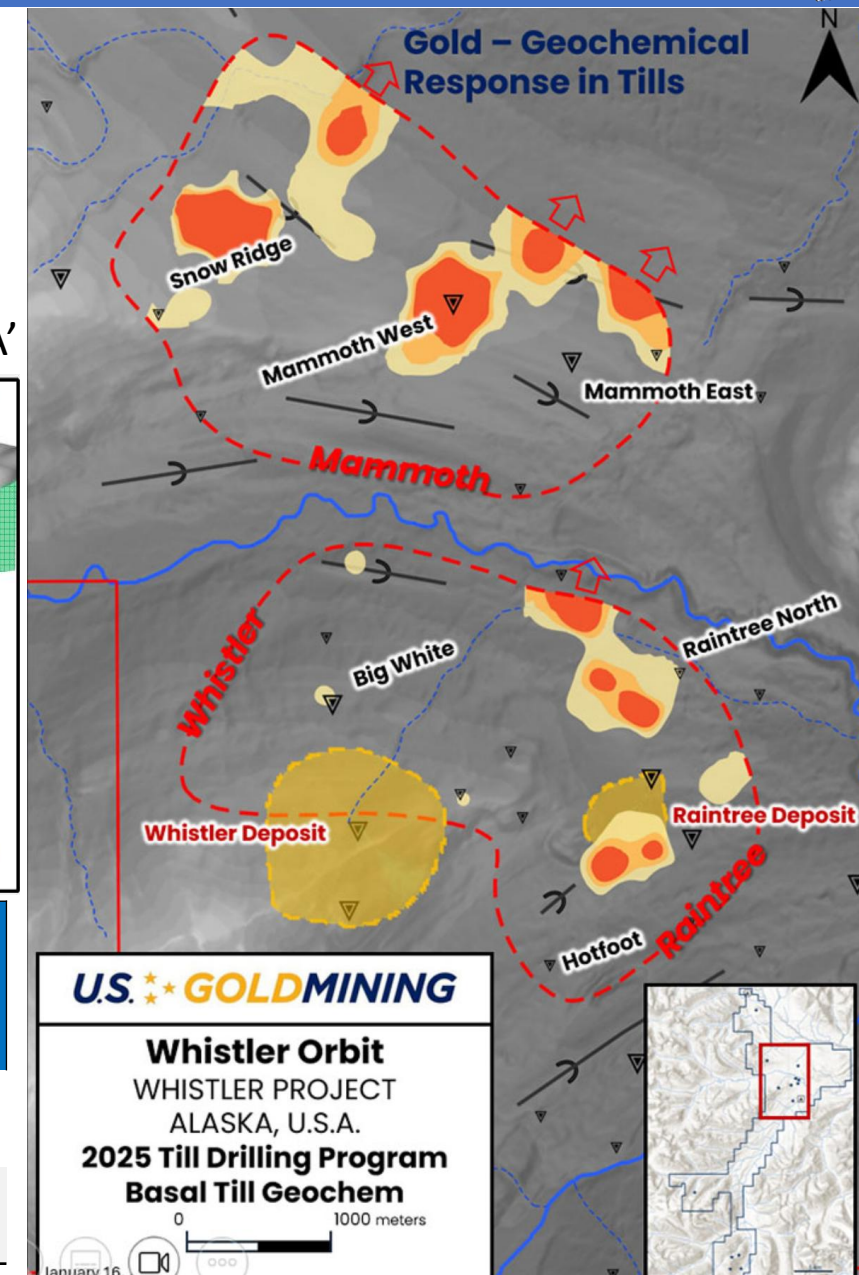 N
Gold – Geochemical
Response in Tills
Snow Ridge
A'
Mammoth West
Mammoth East
Mammoth
Raintree North
Whistler
Big White
Whistler Deposit
Raintree Deposit
Raintree
Hotfoot
U.S. GOLDMINING
Whistler Orbit
WHISTLER PROJECT
ALASKA, U.S.A.
2025 Till Drilling Program
Basal Till Geochem
0 1000 meters
January 16